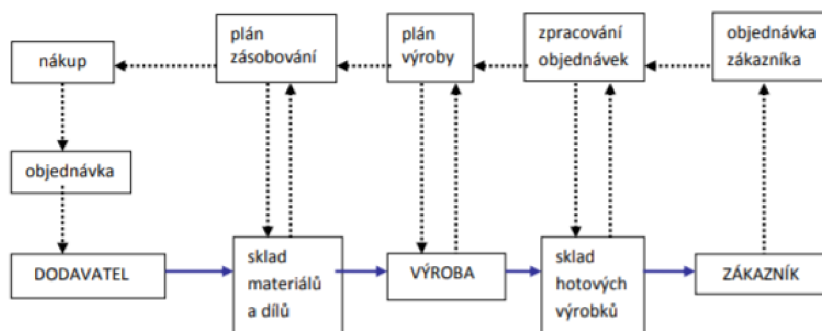 nákup
plán
zásobování
plán
výroby
zpracování
objednávek
objednávka
zákazníka
objednávka
DODAVATEL
sklad
materiálů
a dílů
VÝROBA
sklad
hotových
výrobků
ZÁKAZNÍK